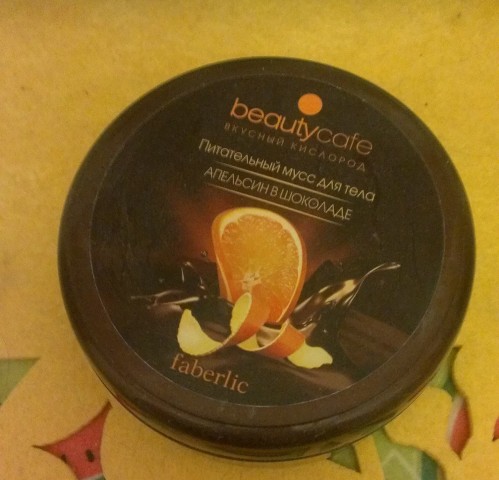 beautycafe
ВКУСНЫЙ КИСЛОРОД
Питательный мусс для тела
АПЕЛЬСИН В ШОКОЛАДЕ
faberlic